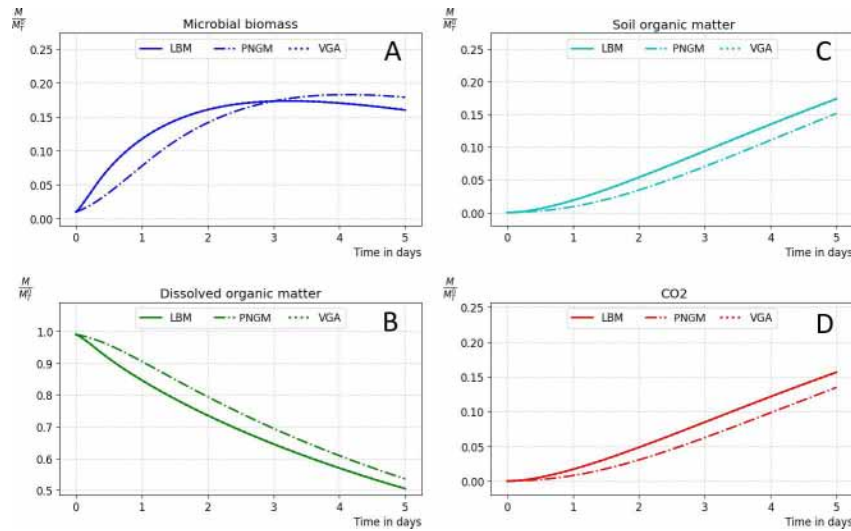 M/M_T^0
Microbial biomass
LBM PNGM VGA
A
0.25
0.20
0.15
0.10
0.05
0.00
0 1 2 3 4 5
Time in days
Soil organic matter
LBM PNGM VGA
C
0.25
0.20
0.15
0.10
0.05
0.00
0 1 2 3 4 5
Time in days
M/M_T^0
Dissolved organic matter
LBM PNGM VGA
B
1.0
0.9
0.8
0.7
0.6
0.5
0 1 2 3 4 5
Time in days
M/M_T^0
CO2
LBM PNGM VGA
D
0.25
0.20
0.15
0.10
0.05
0.00
0 1 2 3 4 5
Time in days